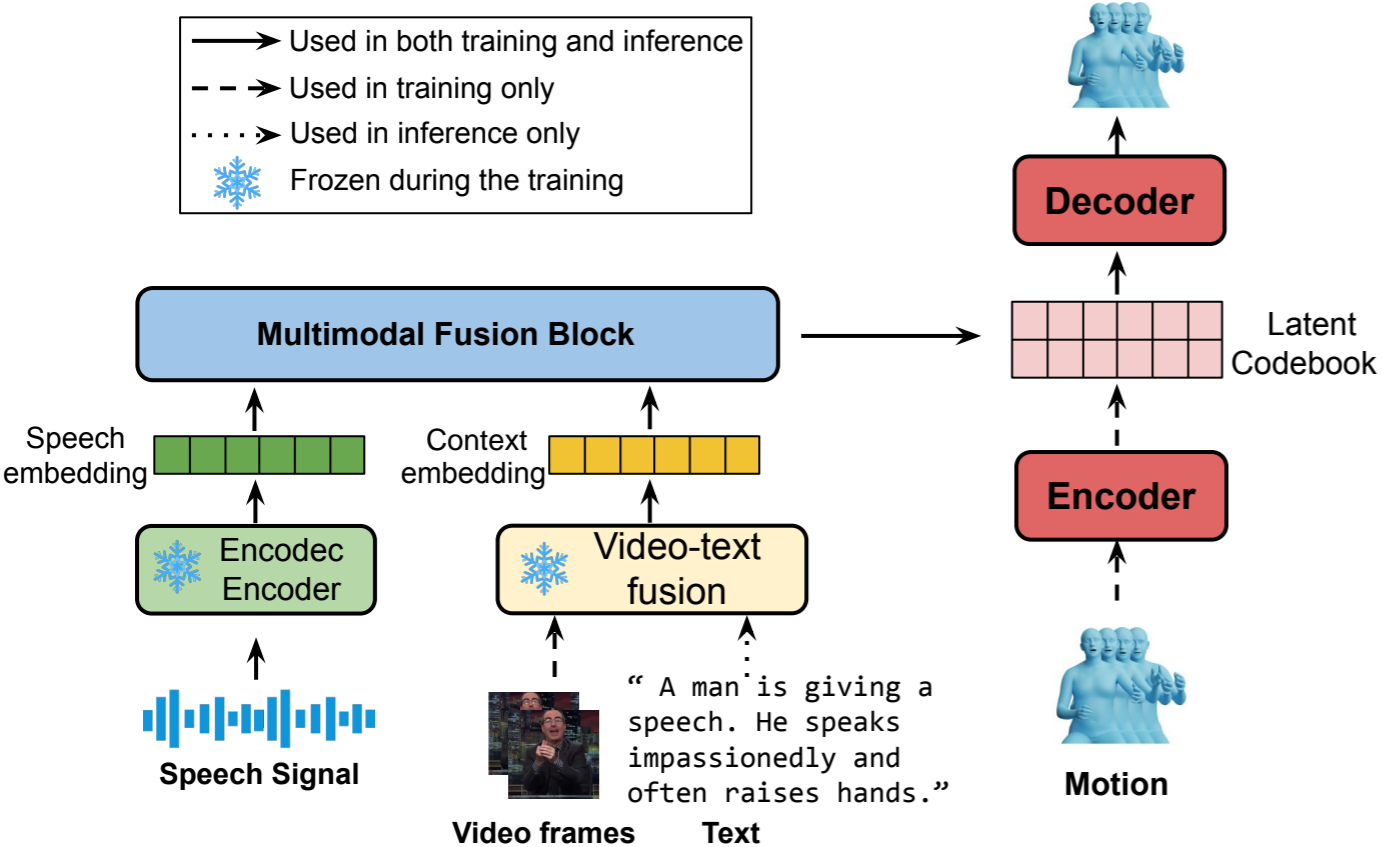 Used in both training and inference
Used in training only
Used in inference only
Frozen during the training
Decoder
Multimodal Fusion Block
Latent
Codebook
Speech
embedding
Context
embedding
Encoder
Encodec
Encoder
Video-text
fusion
“ A man is giving a
speech. He speaks
impassionedly and
often raises hands.”
Speech Signal
Motion
Video frames
Text